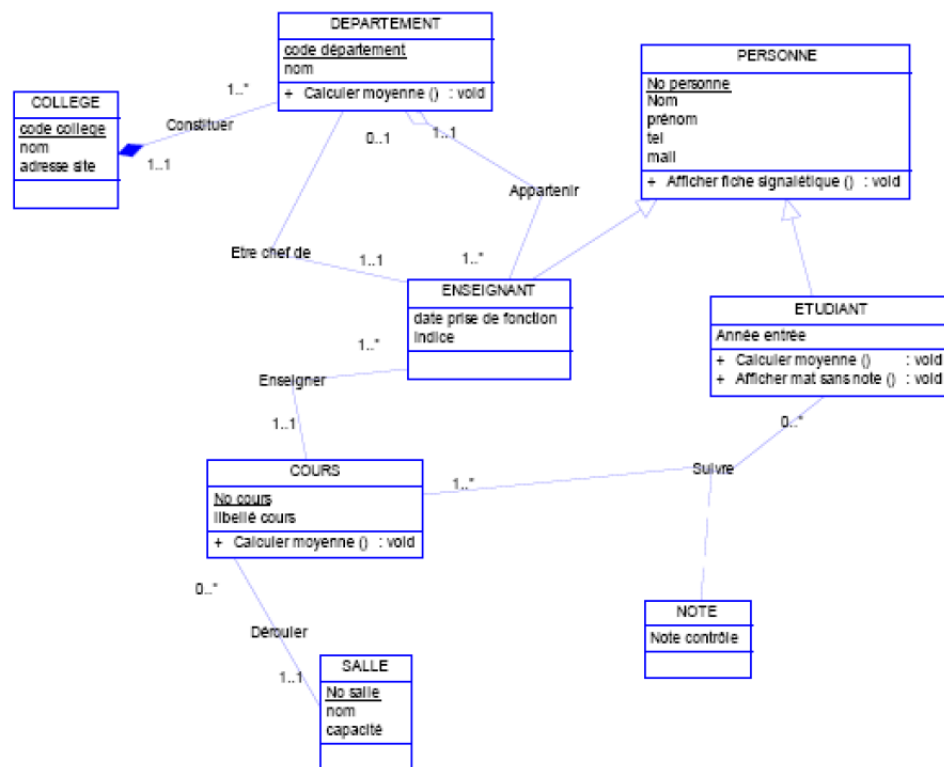 DEPARTEMENT
code département
nom
+ Calculer moyenne () : void
PERSONNE
No personne
Nom
prénom
tel
mail
+ Afficher fiche signalétique () : void
COLLEGE
code college
nom
adresse site
1..*
Constituer
1..1
0..1
1..1
Appartenir
1..*
Etre chef de
1..1
ENSEIGNANT
date prise de fonction
indice
ETUDIANT
Année entrée
+ Calculer moyenne () : void
+ Afficher mat sans note () : void
1..*
Enseigner
1..1
0..*
Suivre
1..*
COURS
No cours
libellé cours
+ Calculer moyenne () : void
0..*
Dérouler
1..1
NOTE
Note contrôle
SALLE
No salle
nom
capacité